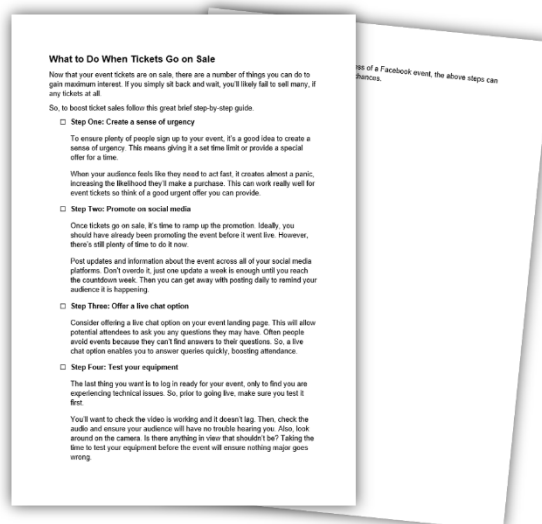 What to Do When Tickets Go on Sale
Now that your event tickets are on sale, there are a number of things you can do to
gain maximum interest. If you simply sit back and wait, you'll likely fail to sell many, if
any tickets at all.
So, to boost ticket sales follow this great brief step-by-step guide.
☐ Step One: Create a sense of urgency
To ensure plenty of people sign up to your event, it's a good idea to create a
sense of urgency. This means giving it a set time limit or provide a special
offer for a time.
When your audience feels like they need to act fast, it creates almost a panic,
increasing the likelihood they'll make a purchase. This can work really well for
event tickets so think of a good urgent offer you can provide.
☐ Step Two: Promote on social media
Once tickets go on sale, it's time to ramp up the promotion. Ideally, you
should have already been promoting the event before it went live. However,
there's still plenty of time to do it now.
Post updates and information about the event across all of your social media
platforms. Don't overdo it, just one update a week is enough until you reach
the countdown week. Then you can get away with posting daily to remind your
audience it is happening.
☐ Step Three: Offer a live chat option
Consider offering a live chat option on your event landing page. This will allow
potential attendees to ask you any questions they may have. Often people
avoid events because they can't find answers to their questions. So, a live
chat option enables you to answer queries quickly, boosting attendance.
☐ Step Four: Test your equipment
The last thing you want is to log in ready for your event, only to find you are
experiencing technical issues. So, prior to going live, make sure you test it
first.
You'll want to check the video is working and it doesn't lag. Then, check the
audio and ensure your audience will have no trouble hearing you. Also, look
around on the camera. Is there anything in view that shouldn't be? Taking the
time to test your equipment before the event will ensure nothing major goes
wrong.
of a Facebook event, the above steps can